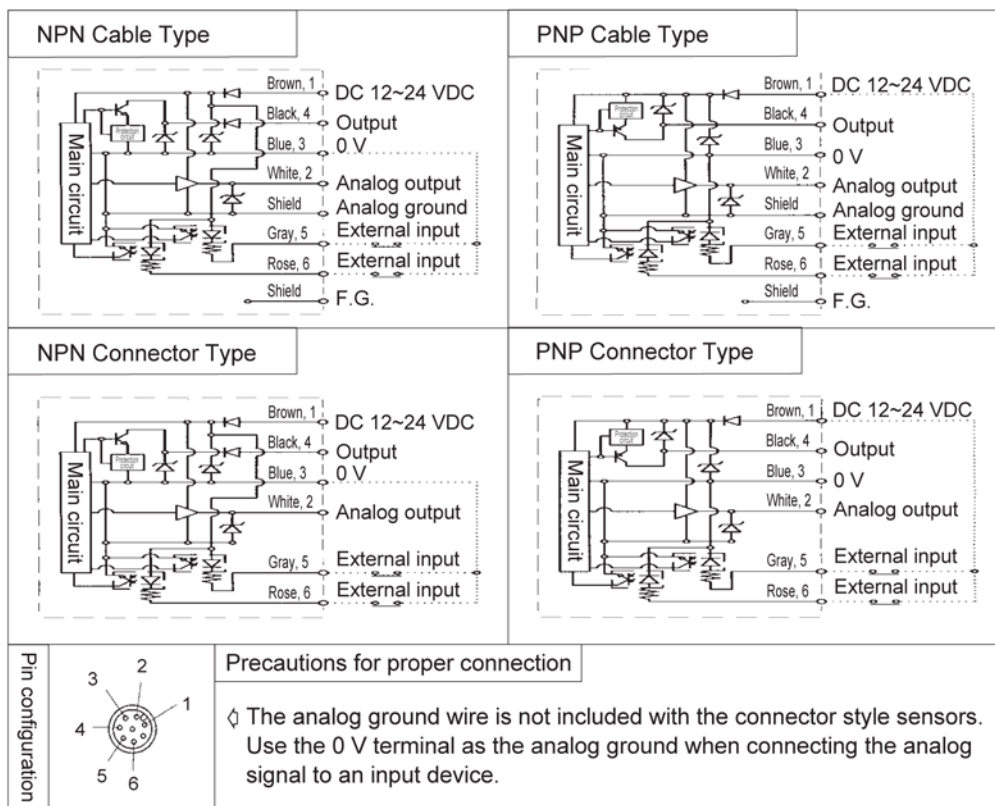 NPN Cable Type
Brown, 1
DC 12~24 VDC
Black, 4
Output
Protection
circuit
Blue, 3
0 V
Main circuit
White, 2
Analog output
Shield
Analog ground
Gray, 5
External input
Rose, 6
External input
Shield
F.G.
PNP Cable Type
Brown, 1
DC 12~24 VDC
Protection
circuit
Black, 4
Output
Blue, 3
0 V
Main circuit
White, 2
Analog output
Shield
Analog ground
Gray, 5
External input
Rose, 6
External input
Shield
F.G.
NPN Connector Type
Brown, 1
DC 12~24 VDC
Black, 4
Output
Protection
circuit
Blue, 3
0 V
Main circuit
White, 2
Analog output
Gray, 5
External input
Rose, 6
External input
PNP Connector Type
Brown, 1
DC 12~24 VDC
Protection
circuit
Black, 4
Output
Blue, 3
0 V
Main circuit
White, 2
Analog output
Gray, 5
External input
Rose, 6
External input
Pin configuration
2
3
1
4
5
6
Precautions for proper connection
The analog ground wire is not included with the connector style sensors.
Use the 0 V terminal as the analog ground when connecting the analog
signal to an input device.